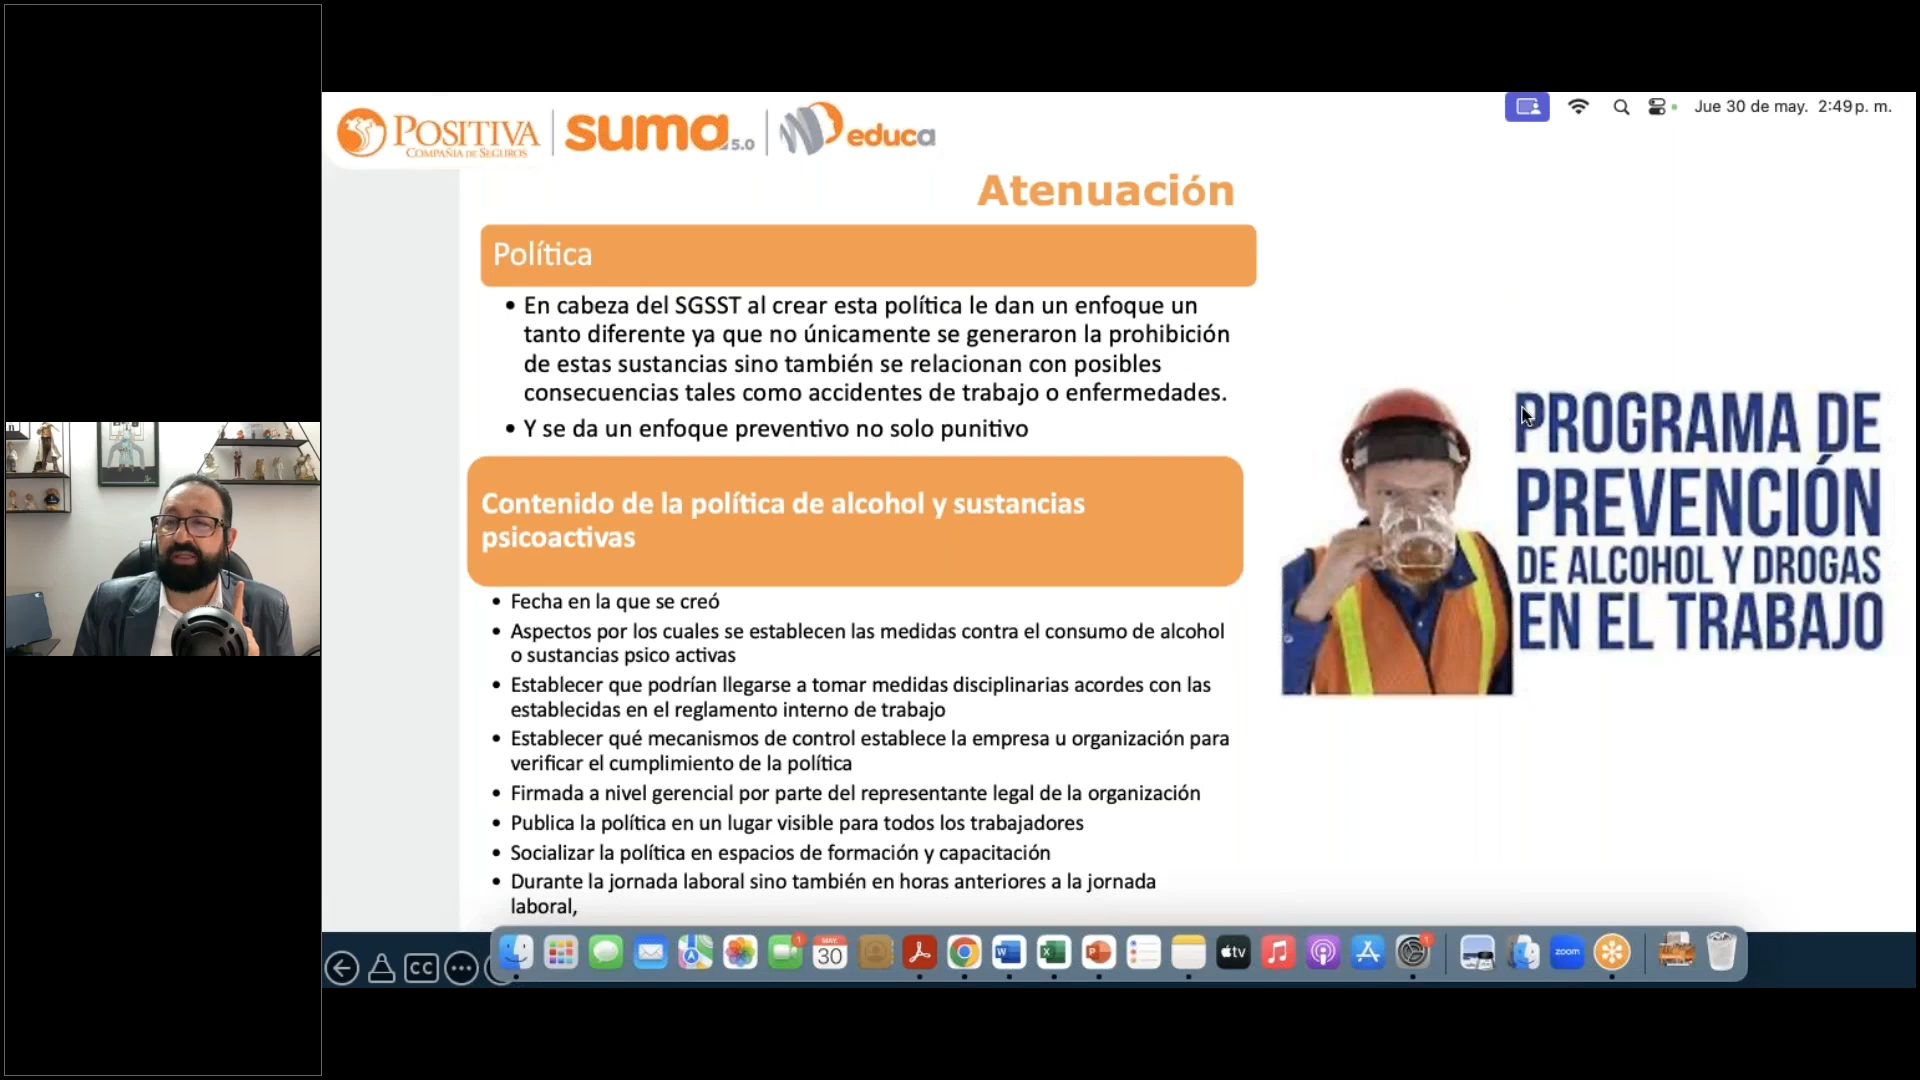 POSITIVA
COMPAÑÍA DE SEGUROS
suma 5.0
educa
Jue 30 de may. 2:49 p. m.
Atenuación
Política
• En cabeza del SGSST al crear esta política le dan un enfoque un
tanto diferente ya que no únicamente se generaron la prohibición
de estas sustancias sino también se relacionan con posibles
consecuencias tales como accidentes de trabajo o enfermedades.
• Y se da un enfoque preventivo no solo punitivo
Contenido de la política de alcohol y sustancias
psicoactivas
• Fecha en la que se creó
• Aspectos por los cuales se establecen las medidas contra el consumo de alcohol
o sustancias psico activas
• Establecer que podrían llegarse a tomar medidas disciplinarias acordes con las
establecidas en el reglamento interno de trabajo
• Establecer qué mecanismos de control establece la empresa u organización para
verificar el cumplimiento de la política
• Firmada a nivel gerencial por parte del representante legal de la organización
• Publica la política en un lugar visible para todos los trabajadores
• Socializar la política en espacios de formación y capacitación
• Durante la jornada laboral sino también en horas anteriores a la jornada
laboral,
PROGRAMA DE
PREVENCIÓN
DE ALCOHOL Y DROGAS
EN EL TRABAJO
CC
1
MAY.
30
tv
1
zoom